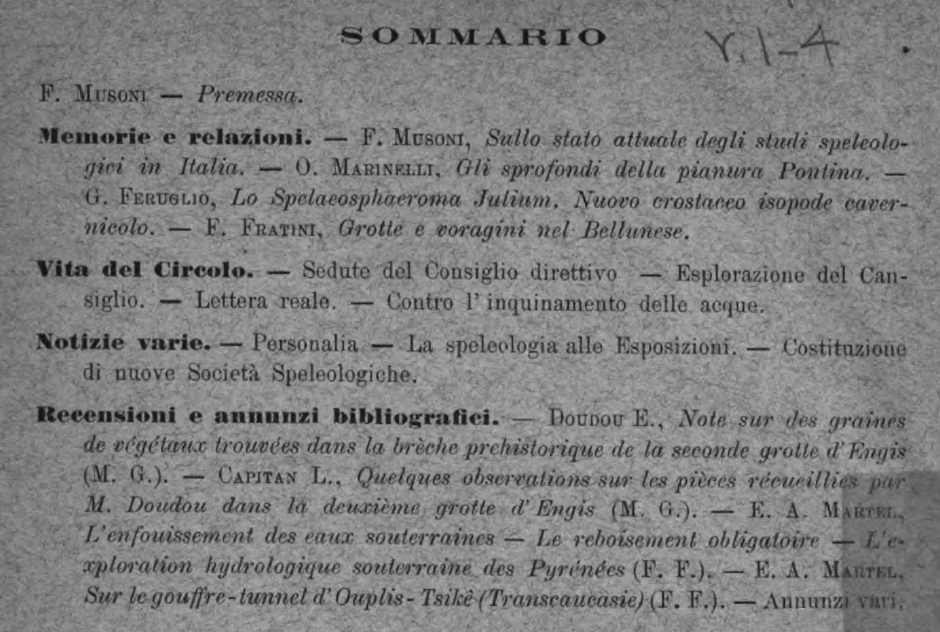 SOMMARIO
v.1-4
F. MUSONI — Premessa.
Memorie e relazioni. — F. MUSONI, Sullo stato attuale degli studi speleolo-
gici in Italia. — O. MARINELLI, Gli sprofondi della pianura Pontina. —
G. FERUGLIO, Lo Spelaeosphaeroma Julium. Nuovo crostaceo isopode caver-
nicolo. — F. FRATINI, Grotte e voragini nel Bellunese.
Vita del Circolo. — Sedute del Consiglio direttivo — Esplorazione del Can-
siglio. — Lettera reale. — Contro l'inquinamento delle acque.
Notizie varie. — Personalia — La speleologia alle Esposizioni. — Costituzione
di nuove Società Speleologiche.
Recensioni e annunzi bibliografici. — DOUDOU E., Note sur des graines
de végétaux trouvées dans la brèche prehistorique de la seconde grotte d'Engis
(M. G.). — CAPITAN L., Quelques observations sur les pièces récueillies par
M. Doudou dans la deuxième grotte d'Engis (M. G.). — E. A. MARTEL,
L'enfouissement des eaux souterraines — Le reboisement obligatoire — L'e-
xploration hydrologique souterraine des Pyrénées (F. F.). — E. A. MARTEL,
Sur le gouffre-tunnel d'Ouplis-Tsikè (Transcaucasie) (F. F.). — Annunzi vari.